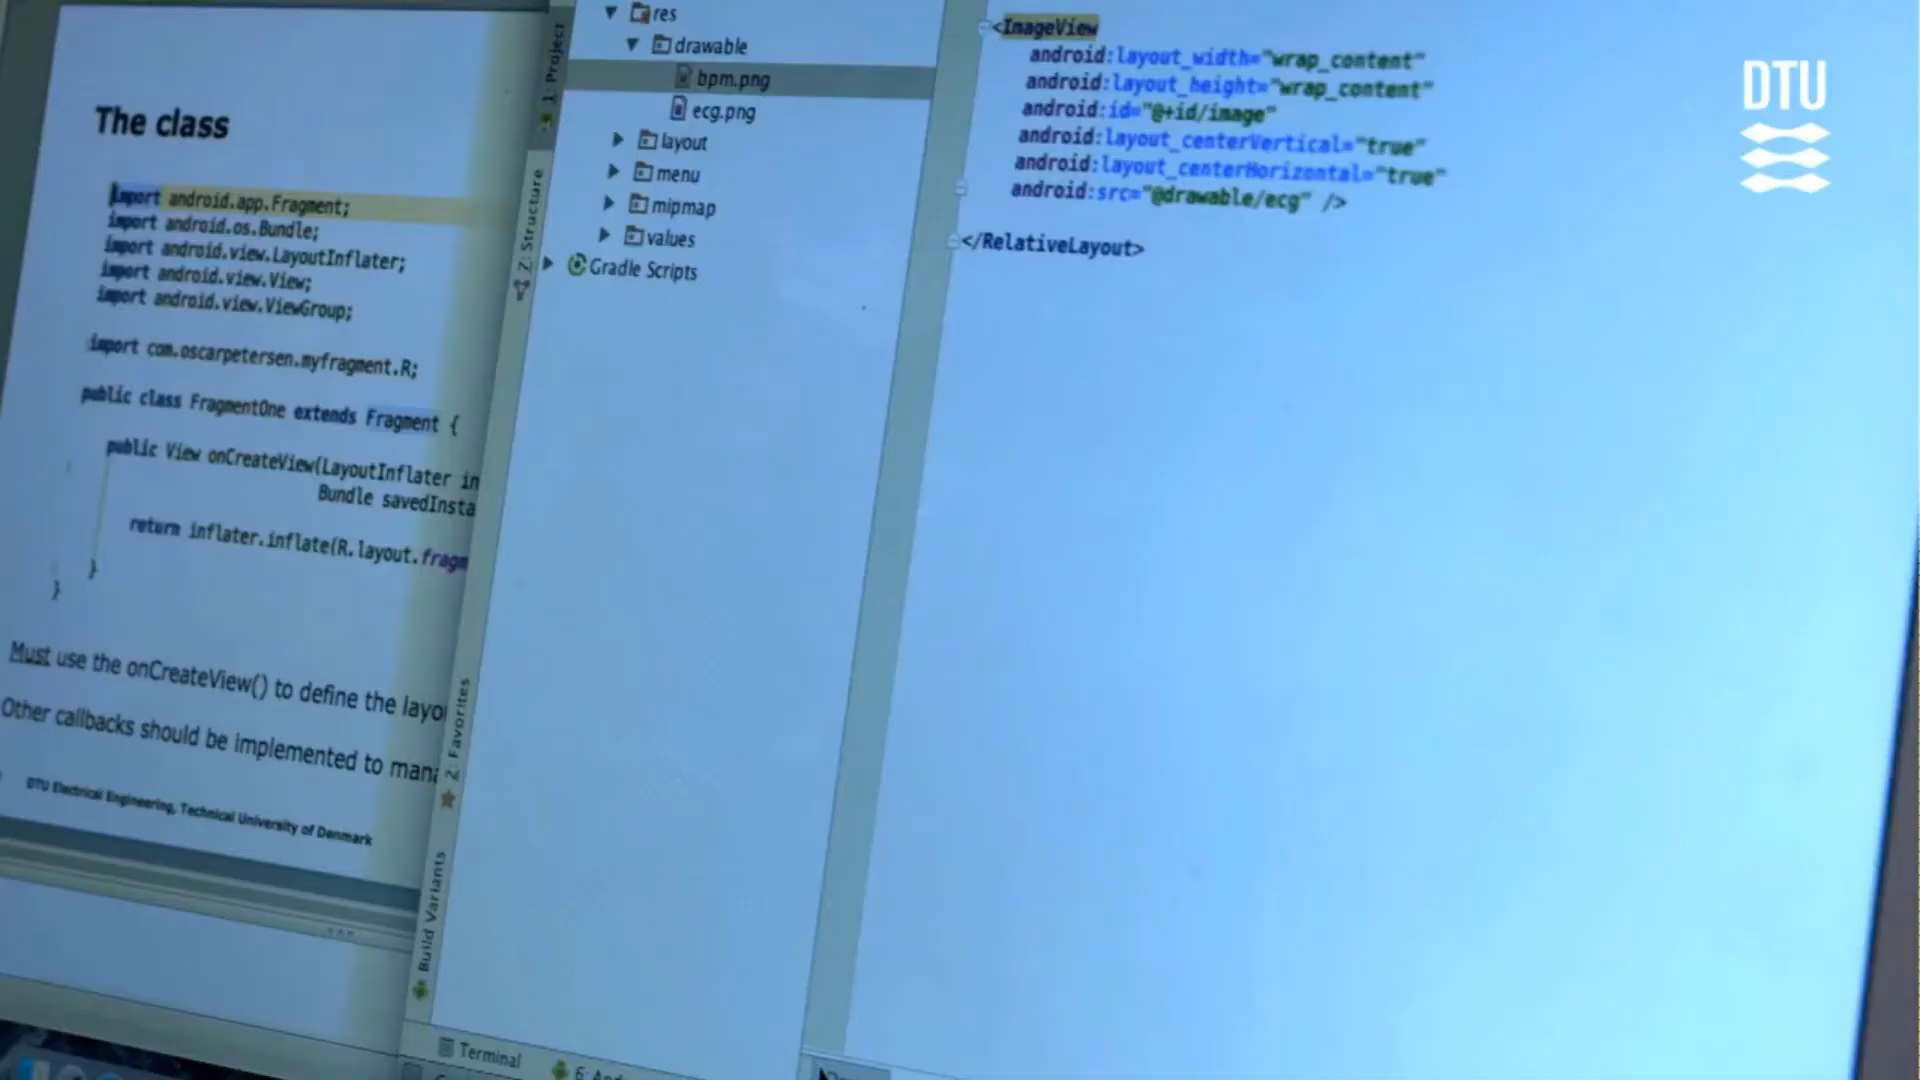 The class
import android.app.Fragment;
import android.os.Bundle;
import android.view.LayoutInflater;
import android.view.View;
import android.view.ViewGroup;
import com.oscarpetersen.myfragment.R;
public class FragmentOne extends Fragment {
public View onCreateView(LayoutInflater in
Bundle savedInsta
return inflater.inflate(R.layout.fragm
}
}
Must use the onCreateView() to define the layo
Other callbacks should be implemented to mana
DTU Electrical Engineering, Technical University of Denmark
1: Project
Z: Structure
2: Favorites
Build Variants
res
drawable
bpm.png
ecg.png
layout
menu
mipmap
values
Gradle Scripts
Terminal
<ImageView
android:layout_width="wrap_content"
android:layout_height="wrap_content"
android:id="@+id/image"
android:layout_centerVertical="true"
android:layout_centerHorizontal="true"
android:src="@drawable/ecg" />
</RelativeLayout>
DTU